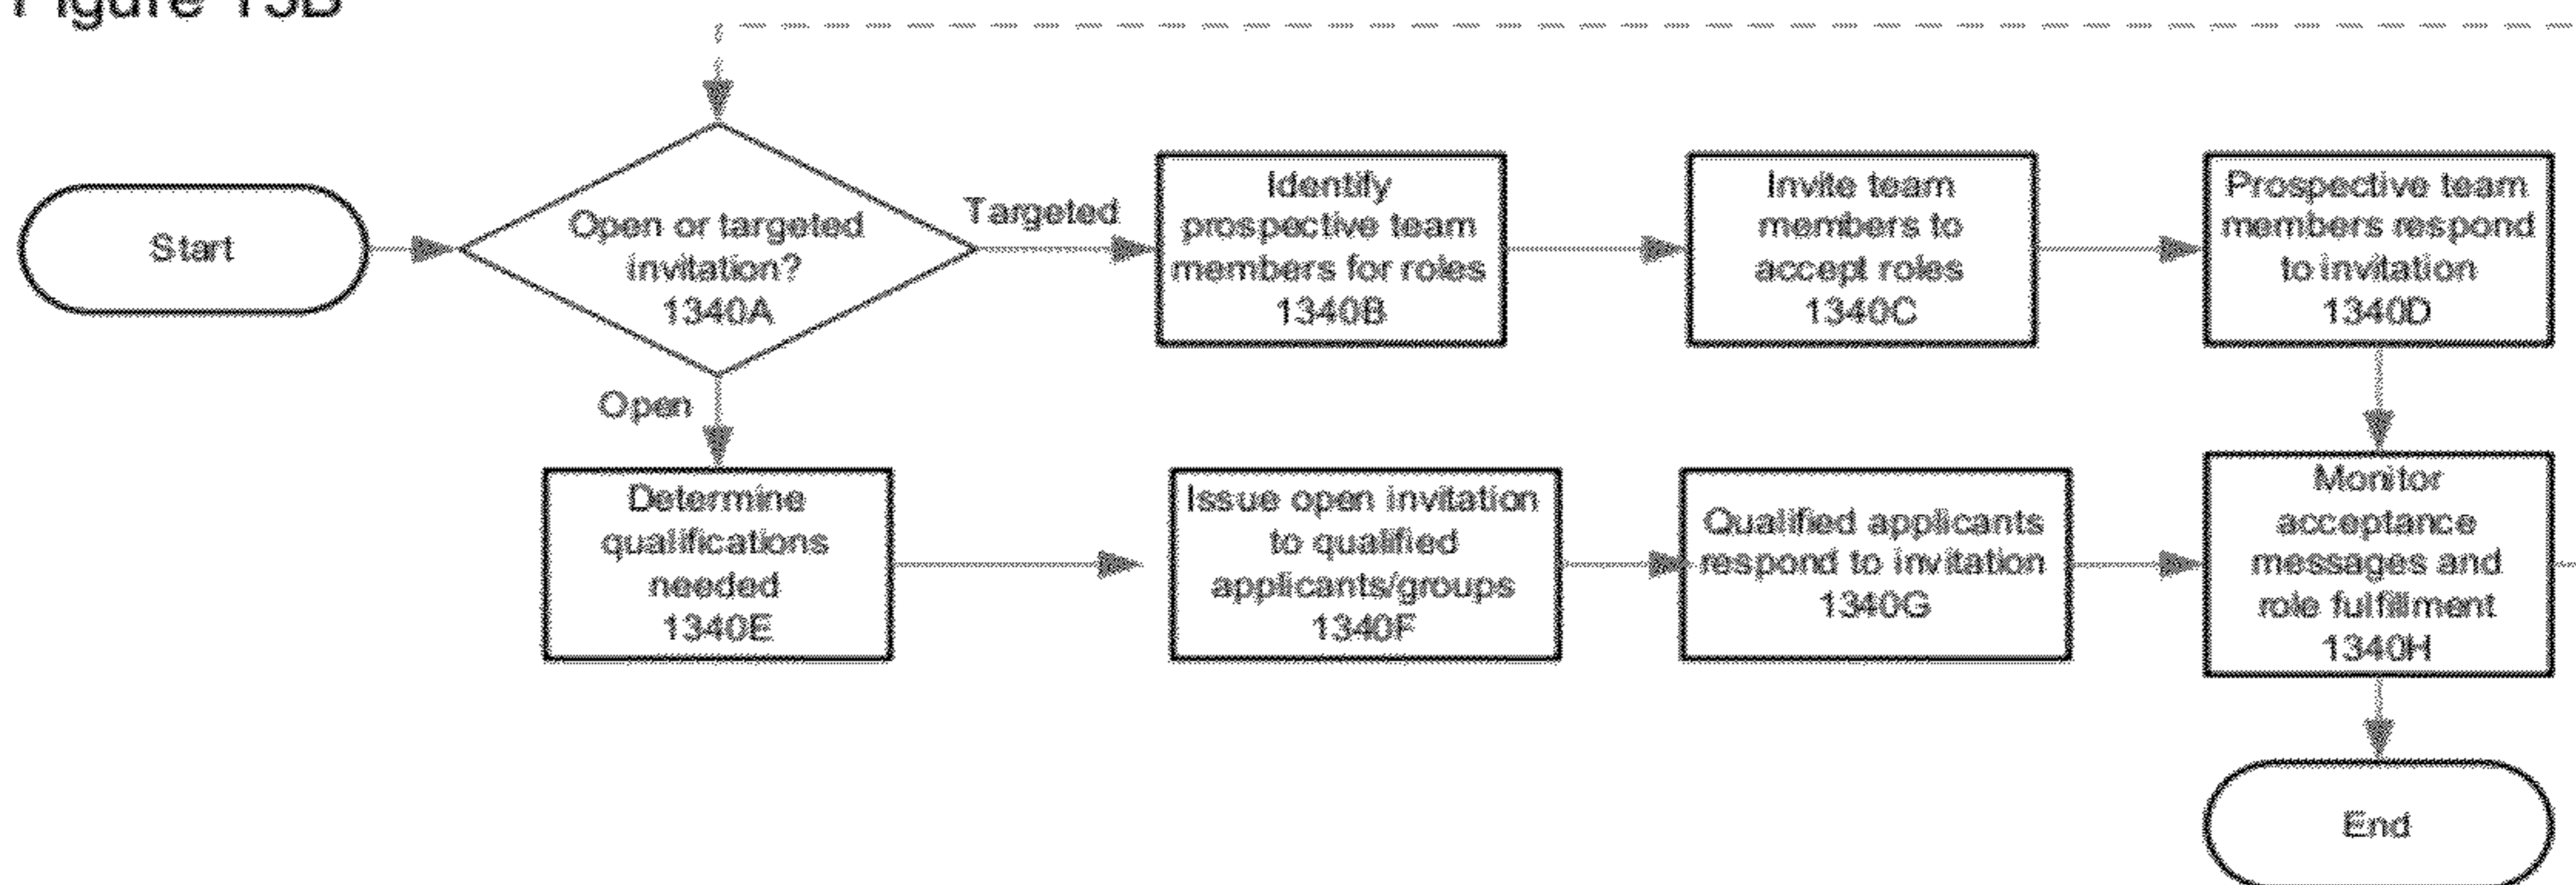 Figure 13B
Start
Open or targeted
invitation?
1340A
Targeted
Identify
prospective team
members for roles
1340B
Invite team
members to
accept roles
1340C
Prospective team
members respond
to invitation
1340D
Open
Determine
qualifications
needed
1340E
Issue open invitation
to qualified
applicants/groups
1340F
Qualified applicants
respond to invitation
1340G
Monitor
acceptance
messages and
role fulfillment
1340H
End